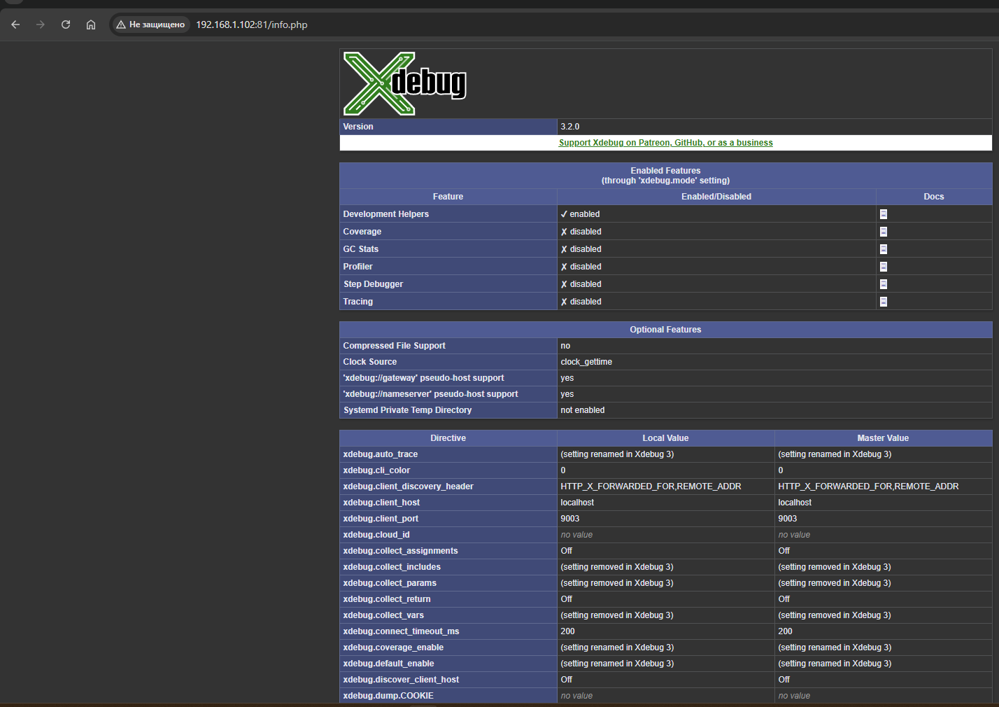 Не защищено 192.168.1.102:81/info.php
Xdebug
Version 3.2.0
Support Xdebug on Patreon, GitHub, or as a business
Enabled Features
(through 'xdebug.mode' setting)
Feature Enabled/Disabled Docs
Development Helpers ✔ enabled
Coverage ✘ disabled
GC Stats ✘ disabled
Profiler ✘ disabled
Step Debugger ✘ disabled
Tracing ✘ disabled
Optional Features
Compressed File Support no
Clock Source clock_gettime
'xdebug://gateway' pseudo-host support yes
'xdebug://nameserver' pseudo-host support yes
Systemd Private Temp Directory not enabled
Directive Local Value Master Value
xdebug.auto_trace (setting renamed in Xdebug 3) (setting renamed in Xdebug 3)
xdebug.cli_color 0 0
xdebug.client_discovery_header HTTP_X_FORWARDED_FOR,REMOTE_ADDR HTTP_X_FORWARDED_FOR,REMOTE_ADDR
xdebug.client_host localhost localhost
xdebug.client_port 9003 9003
xdebug.cloud_id no value no value
xdebug.collect_assignments Off Off
xdebug.collect_includes (setting removed in Xdebug 3) (setting removed in Xdebug 3)
xdebug.collect_params (setting removed in Xdebug 3) (setting removed in Xdebug 3)
xdebug.collect_return Off Off
xdebug.collect_vars (setting removed in Xdebug 3) (setting removed in Xdebug 3)
xdebug.connect_timeout_ms 200 200
xdebug.coverage_enable (setting renamed in Xdebug 3) (setting renamed in Xdebug 3)
xdebug.default_enable (setting renamed in Xdebug 3) (setting renamed in Xdebug 3)
xdebug.discover_client_host Off Off
xdebug.dump.COOKIE no value no value